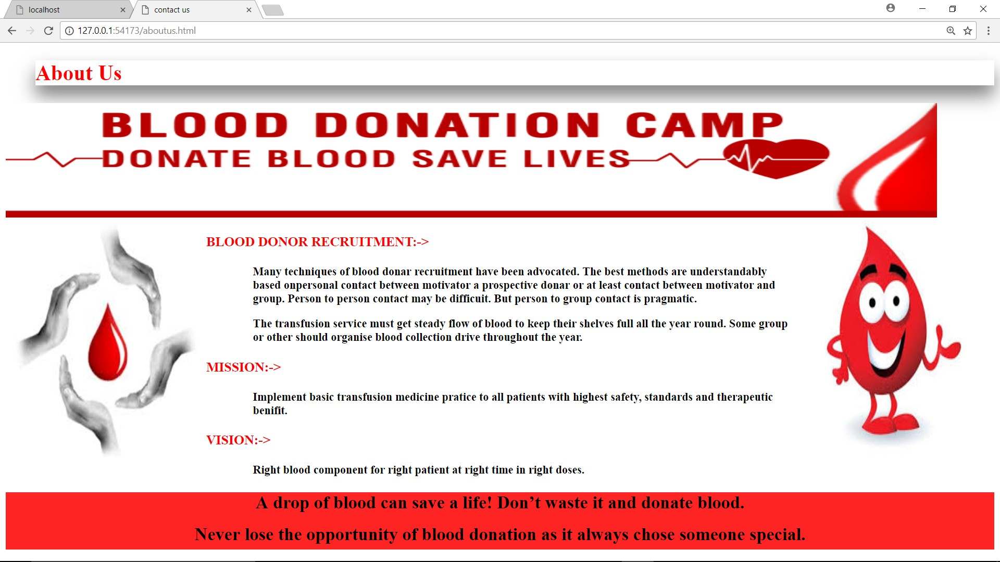 localhost
contact us
127.0.0.1:54173/aboutus.html
About Us
BLOOD DONATION CAMP
DONATE BLOOD SAVE LIVES
BLOOD DONOR RECRUITMENT:->
Many techniques of blood donar recruitment have been advocated. The best methods are understandably
based onpersonal contact between motivator a prospective donar or at least contact between motivator and
group. Person to person contact may be difficuit. But person to group contact is pragmatic.
The transfusion service must get steady flow of blood to keep their shelves full all the year round. Some group
or other should organise blood collection drive throughout the year.
MISSION:->
Implement basic transfusion medicine pratice to all patients with highest safety, standards and therapeutic
benifit.
VISION:->
Right blood component for right patient at right time in right doses.
A drop of blood can save a life! Don’t waste it and donate blood.
Never lose the opportunity of blood donation as it always chose someone special.